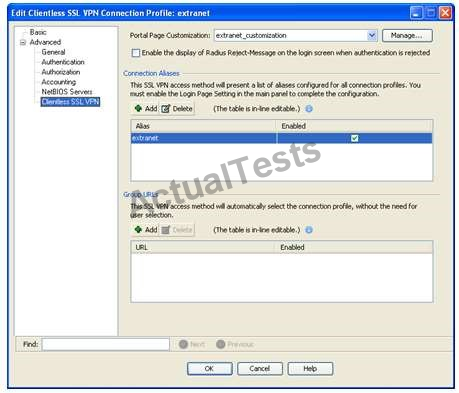 Edit Clientless SSL VPN Connection Profile: extranet
Basic
Advanced
General
Authentication
Authorization
Accounting
NetBIOS Servers
Clientless SSL VPN
Portal Page Customization: extranet_customization Manage...
Enable the display of Radius Reject-Message on the login screen when authentication is rejected
Connection Aliases
This SSL VPN access method will present a list of aliases configured for all connection profiles. You
must enable the Login Page Setting in the main panel to complete the configuration.
Add Delete (The table is in-line editable.)
Alias Enabled
extranet
ActualTests
Group URLs
This SSL VPN access method will automatically select the connection profile, without the need for
user selection.
Add Delete (The table is in-line editable.)
URL Enabled
Find: Next Previous
OK Cancel Help